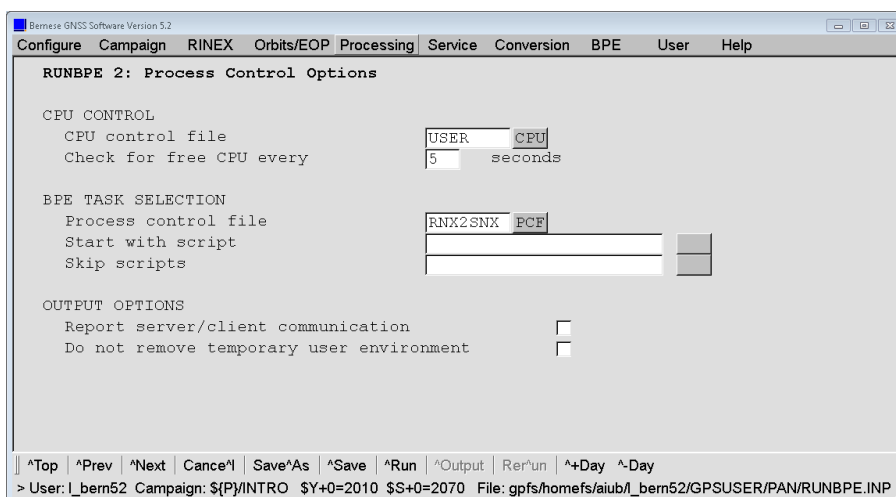 Bernese GNSS Software Version 5.2
Configure Campaign RINEX Orbits/EOP Processing Service Conversion BPE User Help
RUNBPE 2: Process Control Options
CPU CONTROL
CPU control file USER CPU
Check for free CPU every 5 seconds
BPE TASK SELECTION
Process control file RNX2SNX PCF
Start with script
Skip scripts
OUTPUT OPTIONS
Report server/client communication
Do not remove temporary user environment
^Top ^Prev ^Next Cance^l Save^As ^Save ^Run ^Output Rer^un ^+Day ^-Day
> User: l_bern52 Campaign: ${P}/INTRO $Y+0=2010 $S+0=2070 File: gpfs/homefs/aiub/l_bern52/GPSUSER/PAN/RUNBPE.INP